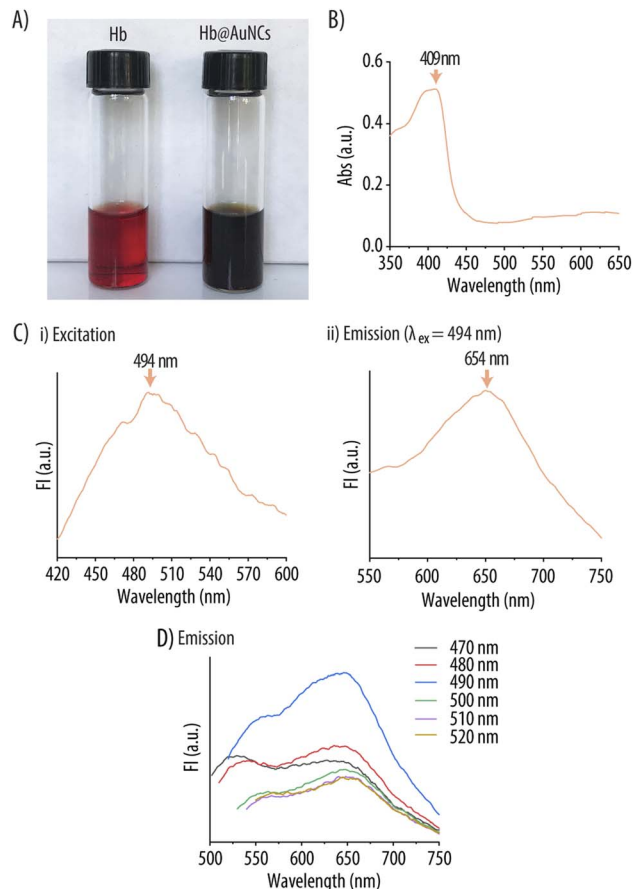 A)
Hb Hb@AuNCs
B)
409nm
0.6
0.4
0.2
0.0
Abs (a.u.)
350 400 450 500 550 600 650
Wavelength (nm)
C) i) Excitation
494 nm
FI (a.u.)
420 450 480 510 540 570 600
Wavelength (nm)
ii) Emission (λex = 494 nm)
654 nm
FI (a.u.)
550 600 650 700 750
Wavelength (nm)
D) Emission
470 nm
480 nm
490 nm
500 nm
510 nm
520 nm
FI (a.u.)
500 550 600 650 700 750
Wavelength (nm)